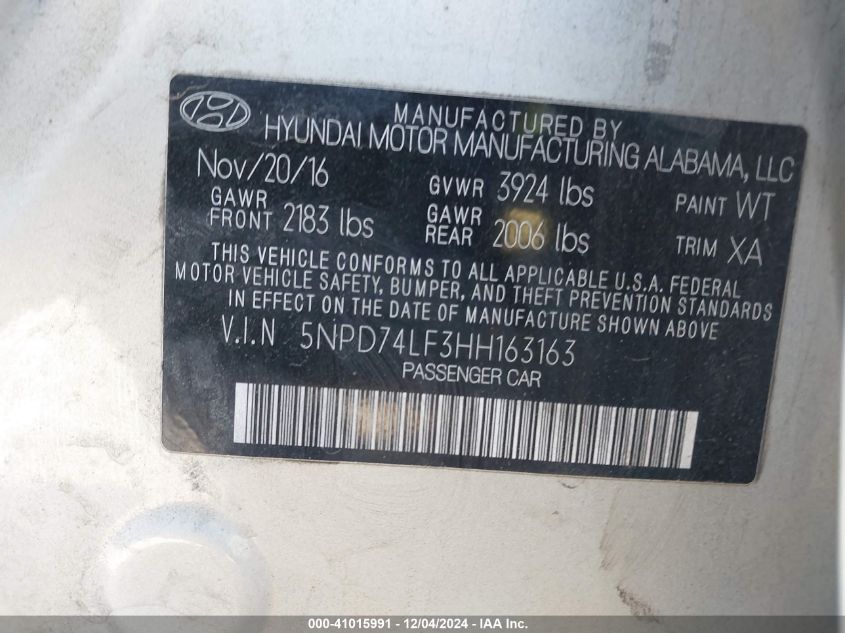 MANUFACTURED BY
HYUNDAI MOTOR MANUFACTURING ALABAMA, LLC
Nov/20/16 GVWR 3924 lbs PAINT WT
GAWR FRONT 2183 lbs GAWR REAR 2006 lbs TRIM XA
THIS VEHICLE CONFORMS TO ALL APPLICABLE U.S.A. FEDERAL
MOTOR VEHICLE SAFETY, BUMPER, AND THEFT PREVENTION STANDARDS
IN EFFECT ON THE DATE OF MANUFACTURE SHOWN ABOVE.
V.I.N 5NPD74LF3HH163163
PASSENGER CAR
000-41015991 - 12/04/2024 - IAA Inc.